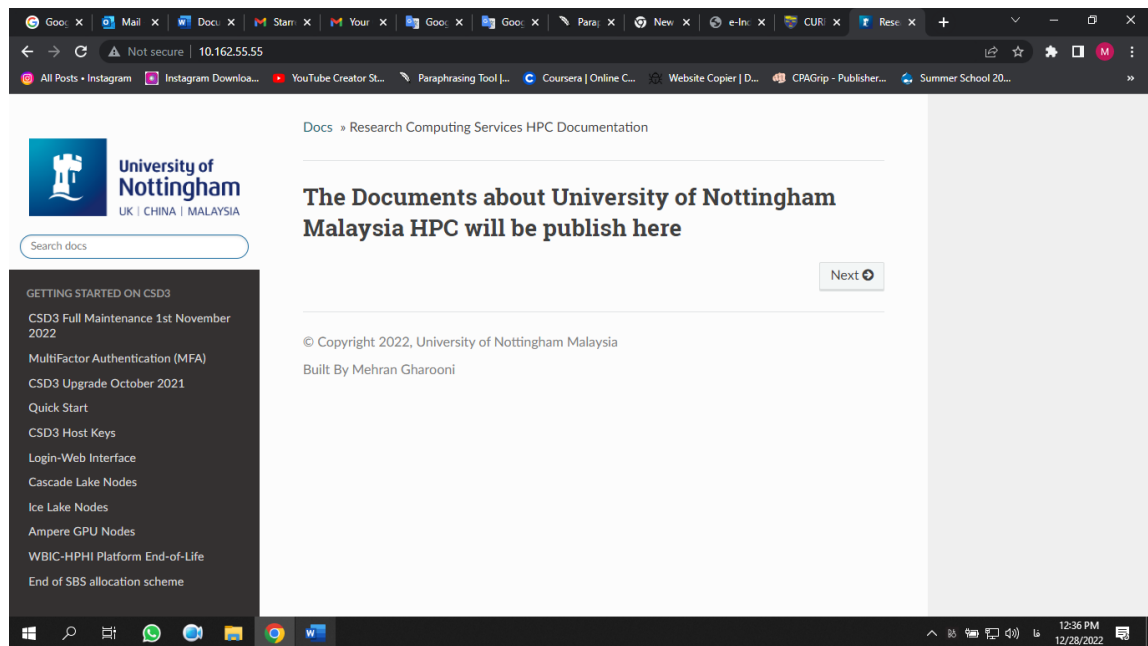 Goog
Mail
Docu
Starr
Your
Goog
Goog
Parap
New
e-Inc
CURI
Rese
Not secure | 10.162.55.55
M
All Posts • Instagram
Instagram Downloa...
YouTube Creator St...
Paraphrasing Tool |...
Coursera | Online C...
Website Copier | D...
CPAGrip - Publisher...
Summer School 20...
»
University of
Nottingham
UK | CHINA | MALAYSIA
Search docs
GETTING STARTED ON CSD3
CSD3 Full Maintenance 1st November
2022
MultiFactor Authentication (MFA)
CSD3 Upgrade October 2021
Quick Start
CSD3 Host Keys
Login-Web Interface
Cascade Lake Nodes
Ice Lake Nodes
Ampere GPU Nodes
WBIC-HPHI Platform End-of-Life
End of SBS allocation scheme
Docs » Research Computing Services HPC Documentation
The Documents about University of Nottingham
Malaysia HPC will be publish here
Next
© Copyright 2022, University of Nottingham Malaysia
Built By Mehran Gharooni
فا
12:36 PM
12/28/2022